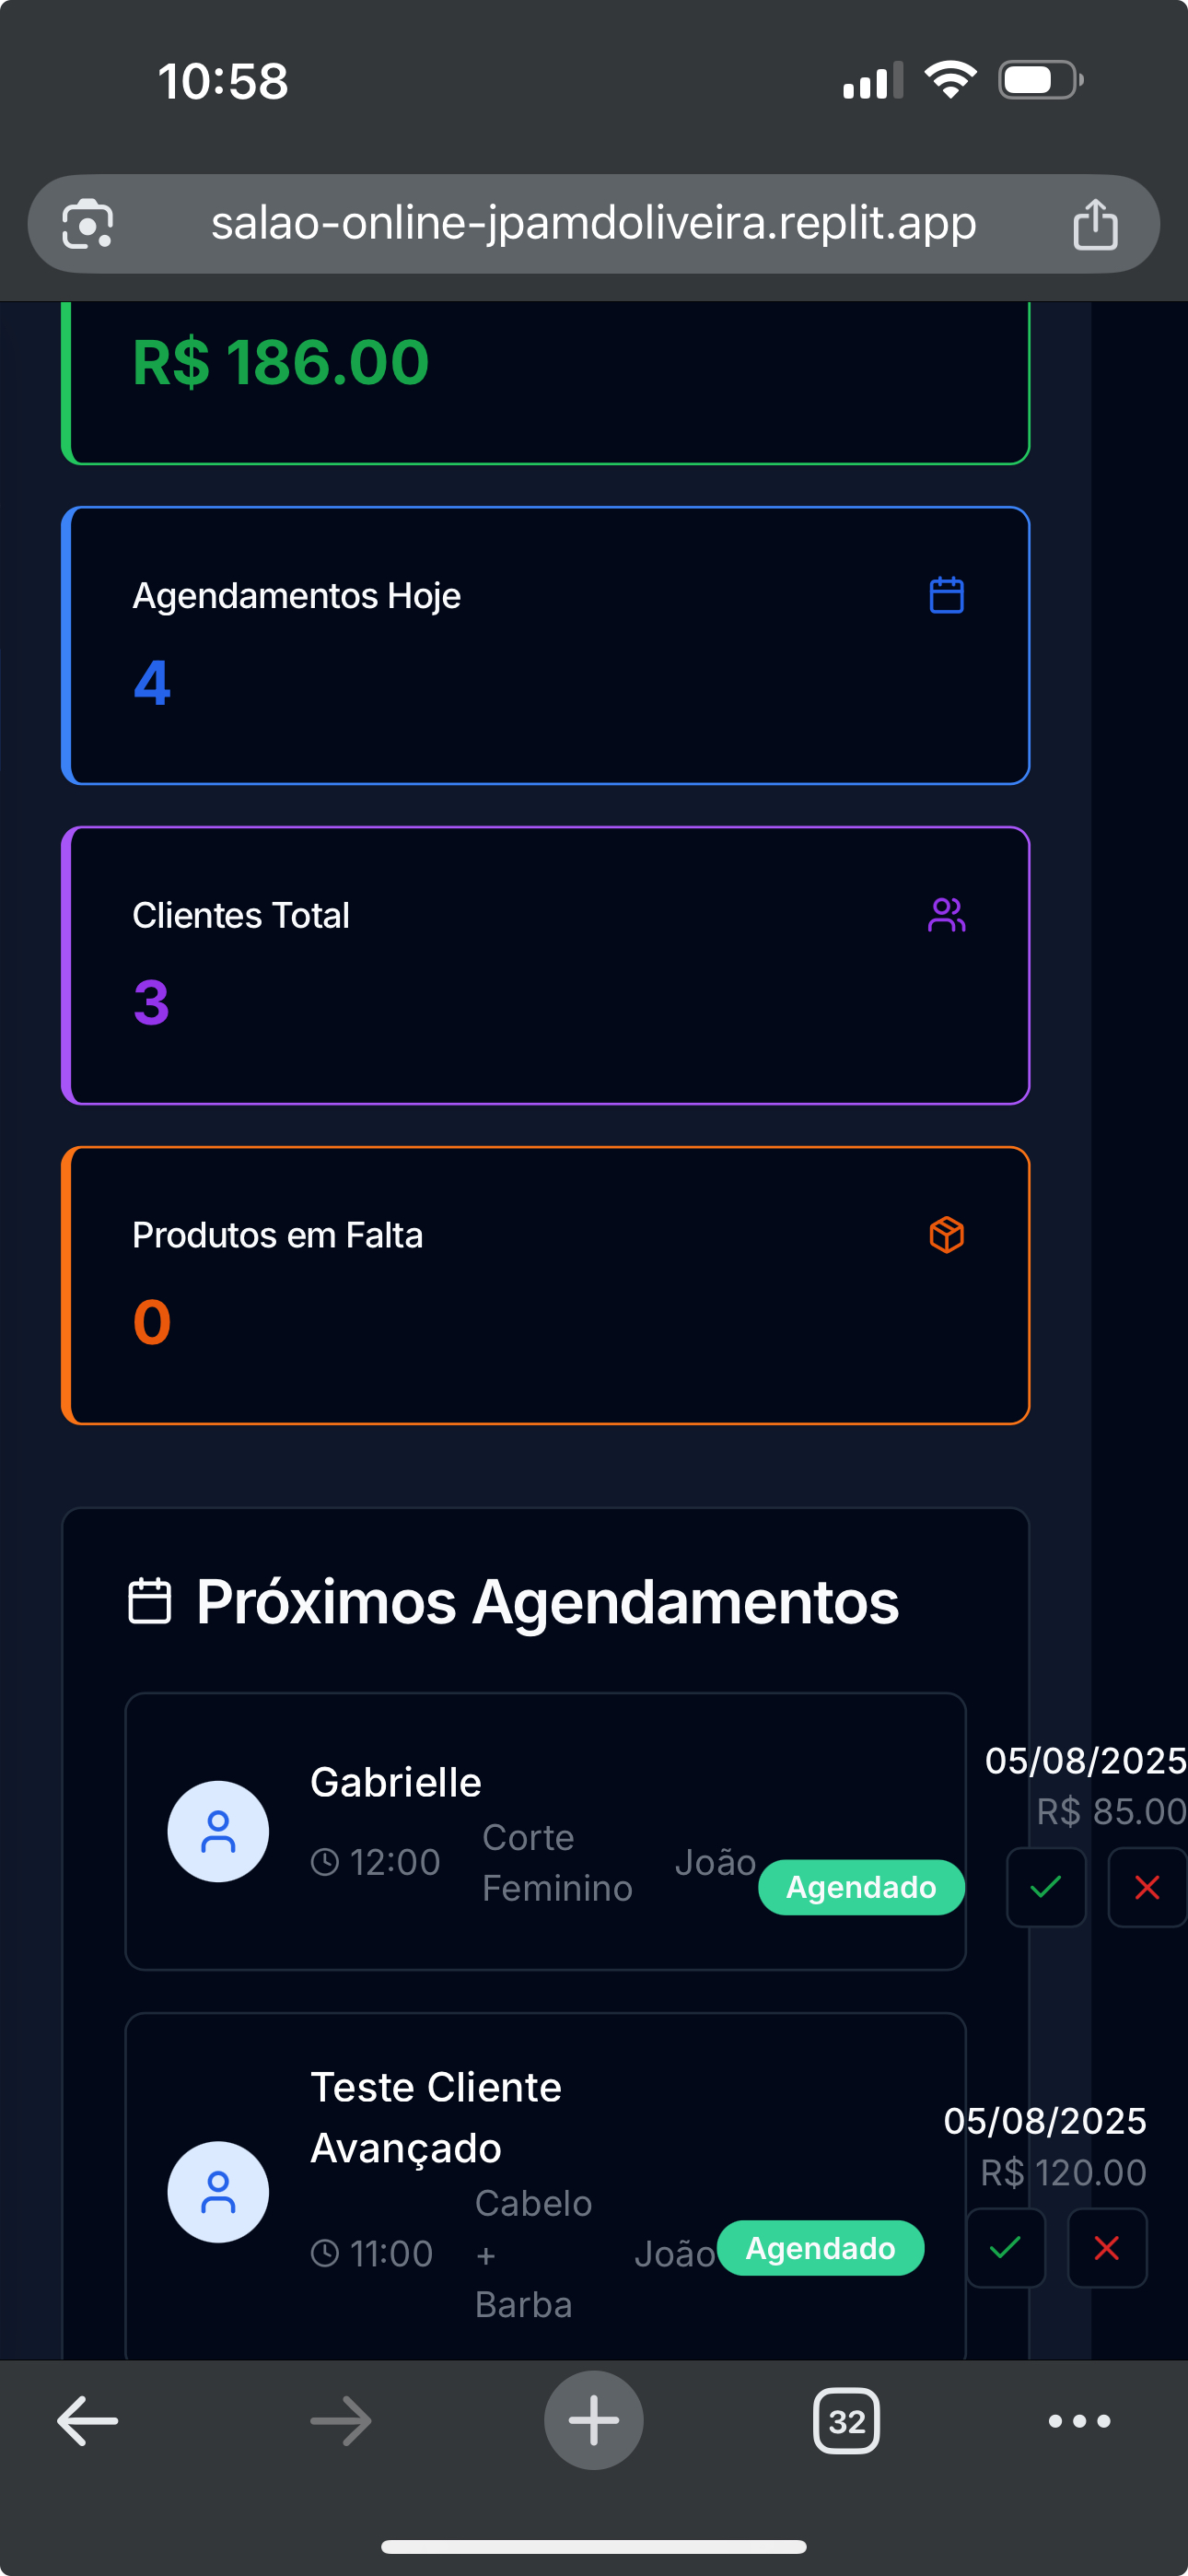 10:58
salao-online-jpamdoliveira.replit.app
R$ 186.00
Agendamentos Hoje
4
Clientes Total
3
Produtos em Falta
0
Próximos Agendamentos
Gabrielle
12:00
Corte
Feminino
João
Agendado
05/08/2025
R$ 85.00
Teste Cliente
Avançado
11:00
Cabelo
+
Barba
João
Agendado
05/08/2025
R$ 120.00
32